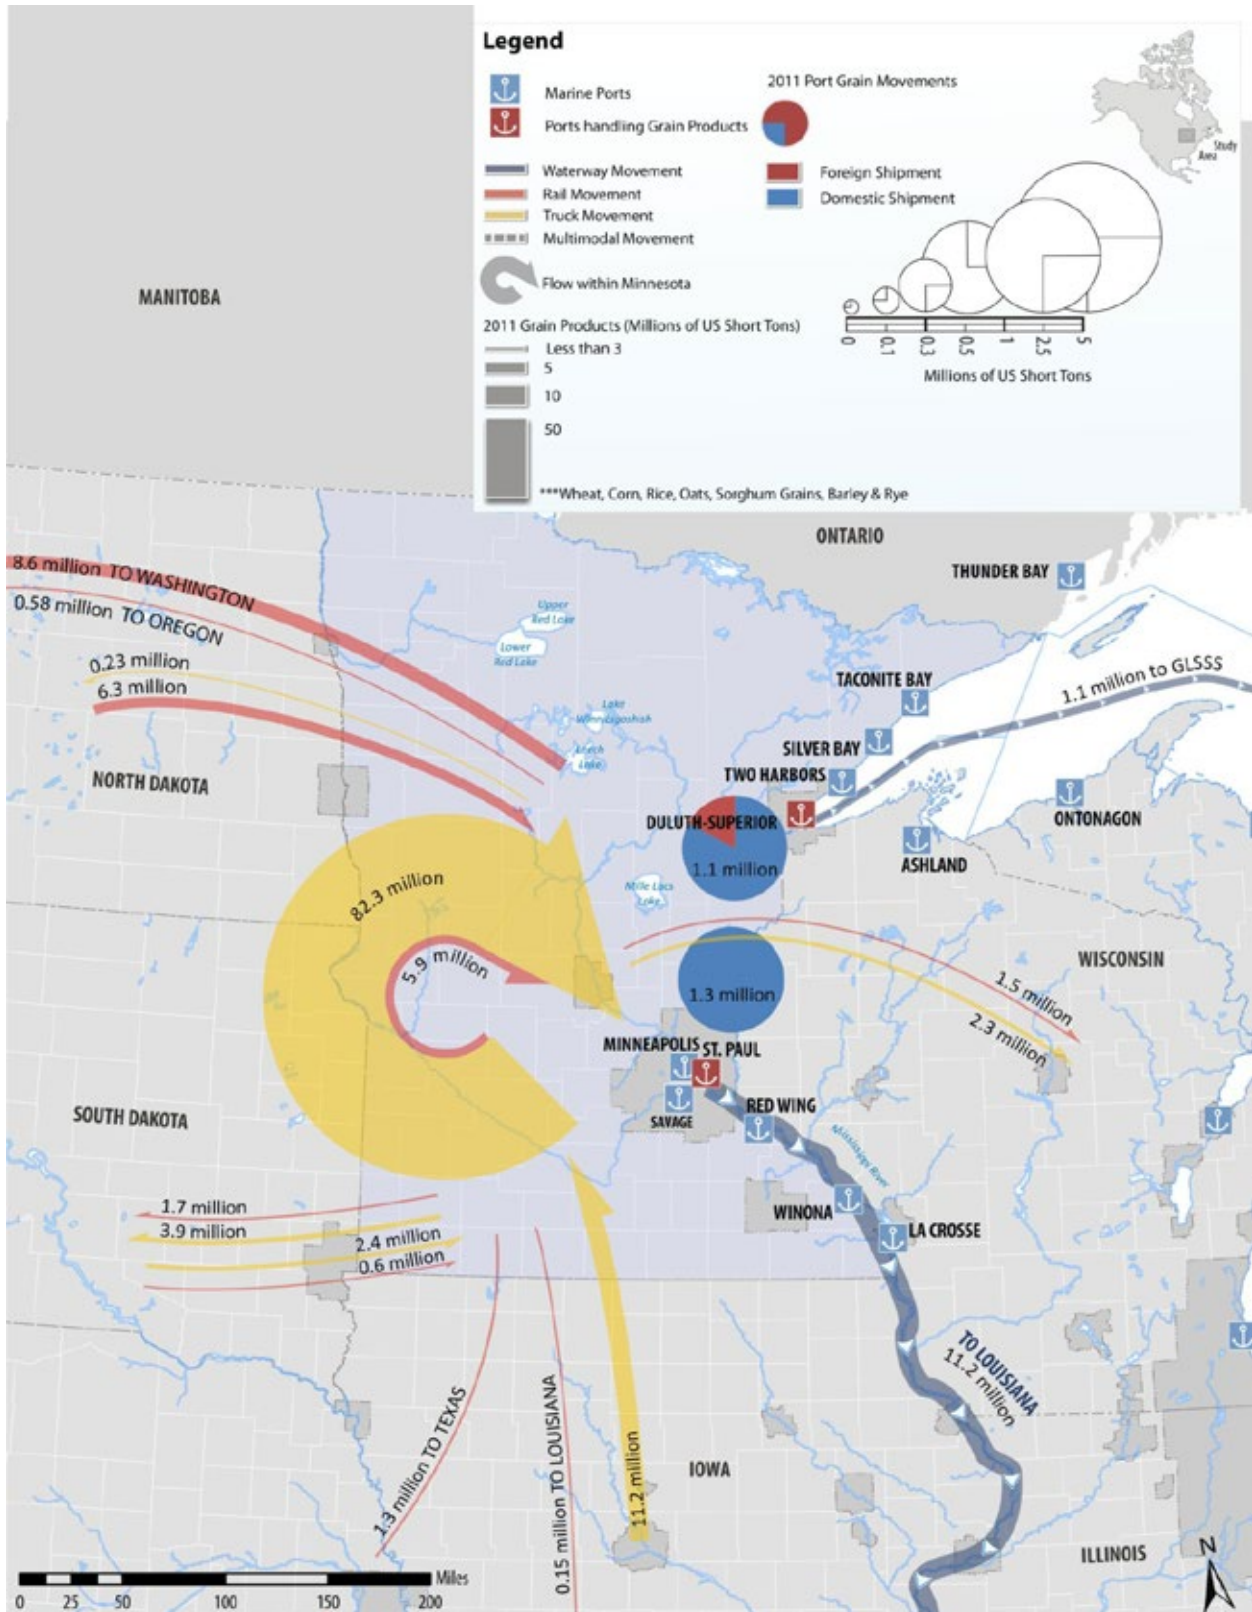 Legend
Marine Ports
Ports handling Grain Products
Waterway Movement
Rail Movement
Truck Movement
Multimodal Movement
Flow within Minnesota
2011 Grain Products (Millions of US Short Tons)
Less than 3
5
10
50
***Wheat, Corn, Rice, Oats, Sorghum Grains, Barley & Rye
2011 Port Grain Movements
Foreign Shipment
Domestic Shipment
0 0.1 0.3 0.5 1 2.5 5
Millions of US Short Tons
Study
Area
MANITOBA
ONTARIO
THUNDER BAY
8.6 million TO WASHINGTON
0.58 million TO OREGON
0.23 million
6.3 million
Upper
Red Lake
Lower
Red Lake
Lake
Winnibigoshish
Leech
Lake
TACONITE BAY
1.1 million to GLSSS
SILVER BAY
TWO HARBORS
NORTH DAKOTA
DULUTH-SUPERIOR
ONTONAGON
ASHLAND
1.1 million
82.3 million
Mille Lacs
Lake
5.9 million
1.3 million
WISCONSIN
1.5 million
2.3 million
MINNEAPOLIS
ST. PAUL
SAVAGE
RED WING
SOUTH DAKOTA
Mississippi River
1.7 million
3.9 million
2.4 million
0.6 million
WINONA
LA CROSSE
TO LOUISIANA
11.2 million
1.3 million TO TEXAS
0.15 million TO LOUISIANA
11.2 million
IOWA
ILLINOIS
N
Miles
0 25 50 100 150 200